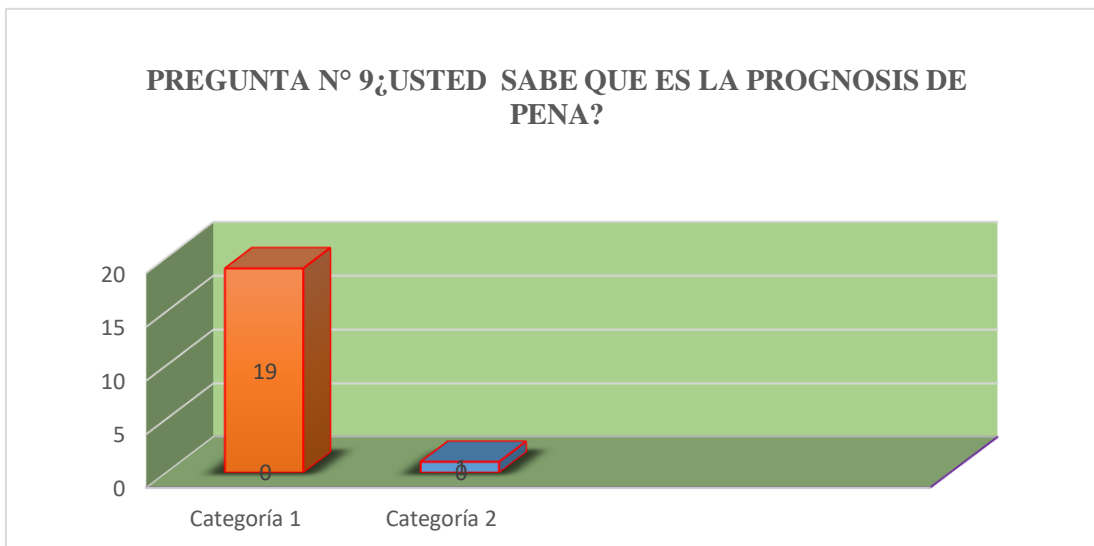 PREGUNTA N° 9¿USTED SABE QUE ES LA PROGNOSIS DE
PENA?
20
15
10
5
0
19
0
1
0
Categoría 1
Categoría 2